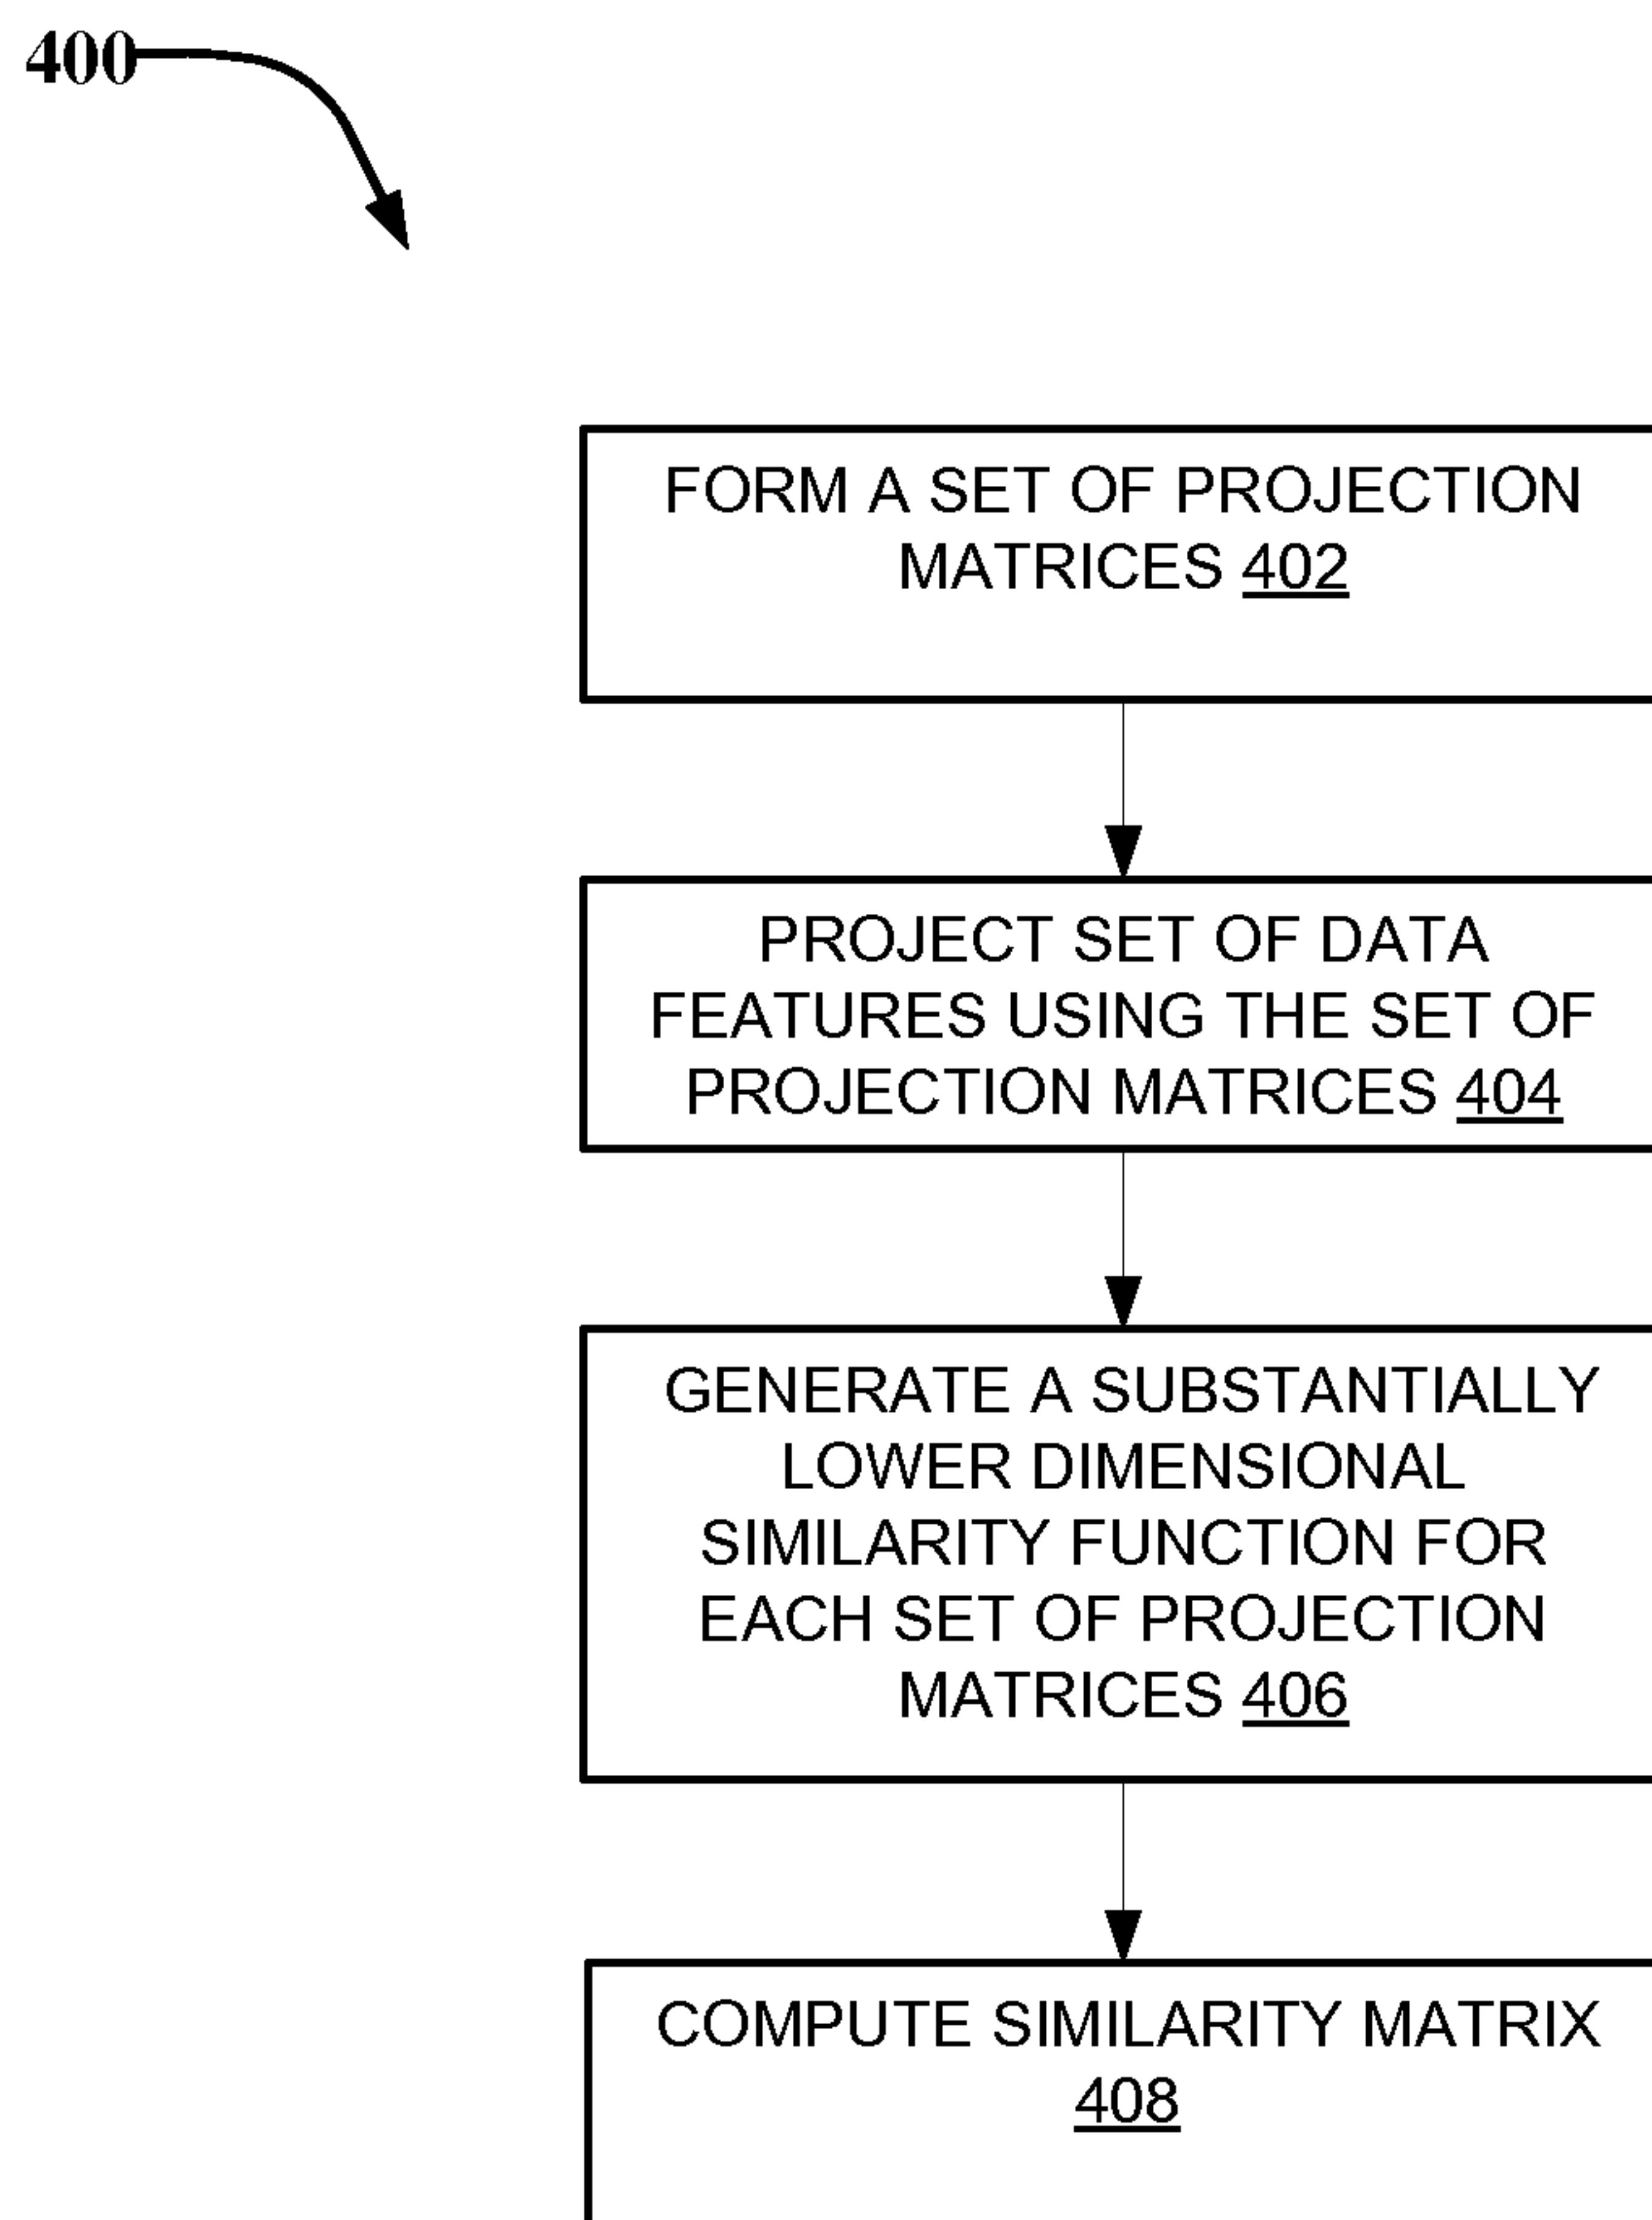 400
FORM A SET OF PROJECTION
MATRICES 402
PROJECT SET OF DATA
FEATURES USING THE SET OF
PROJECTION MATRICES 404
GENERATE A SUBSTANTIALLY
LOWER DIMENSIONAL
SIMILARITY FUNCTION FOR
EACH SET OF PROJECTION
MATRICES 406
COMPUTE SIMILARITY MATRIX
408